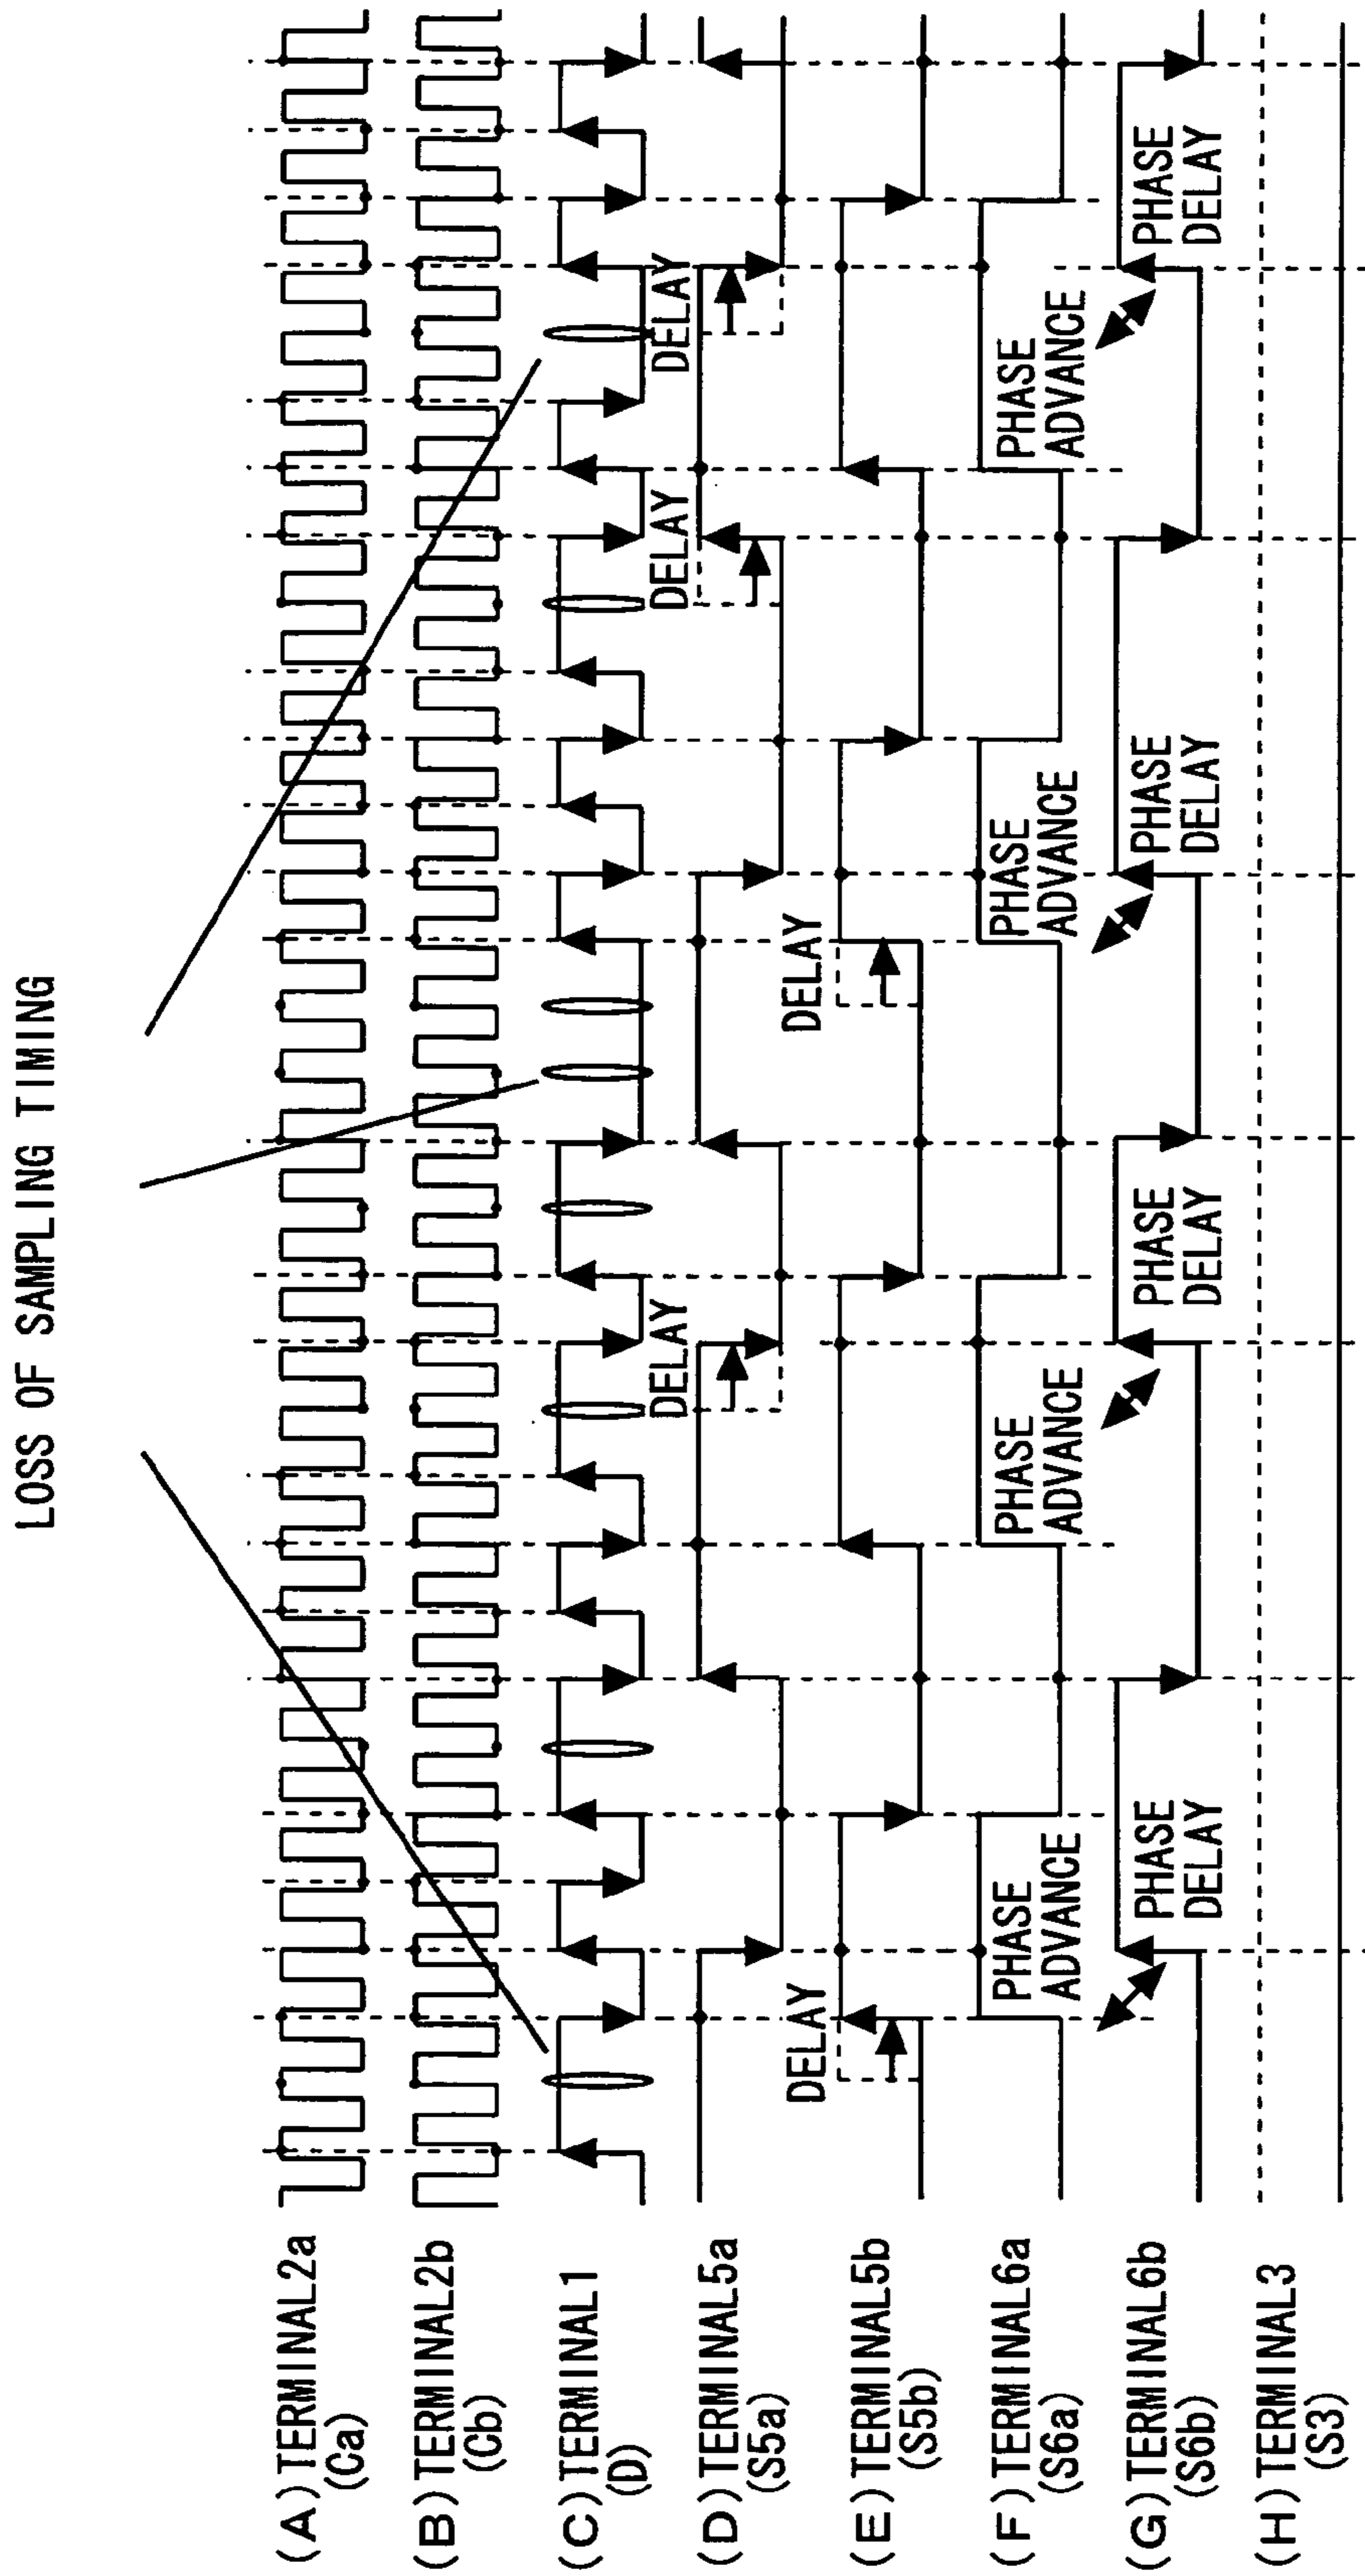 LOSS OF SAMPLING TIMING
(A) TERMINAL2a
(Ca)
(B) TERMINAL2b
(Cb)
(C) TERMINAL1
(D)
DELAY
DELAY
DELAY
(D) TERMINAL5a
(S5a)
DELAY
DELAY
(E) TERMINAL5b
(S5b)
(F) TERMINAL6a
(S6a)
PHASE
ADVANCE
PHASE
ADVANCE
PHASE
ADVANCE
PHASE
ADVANCE
(G) TERMINAL6b
(S6b)
PHASE
DELAY
PHASE
DELAY
PHASE
DELAY
PHASE
DELAY
(H) TERMINAL3
(S3)